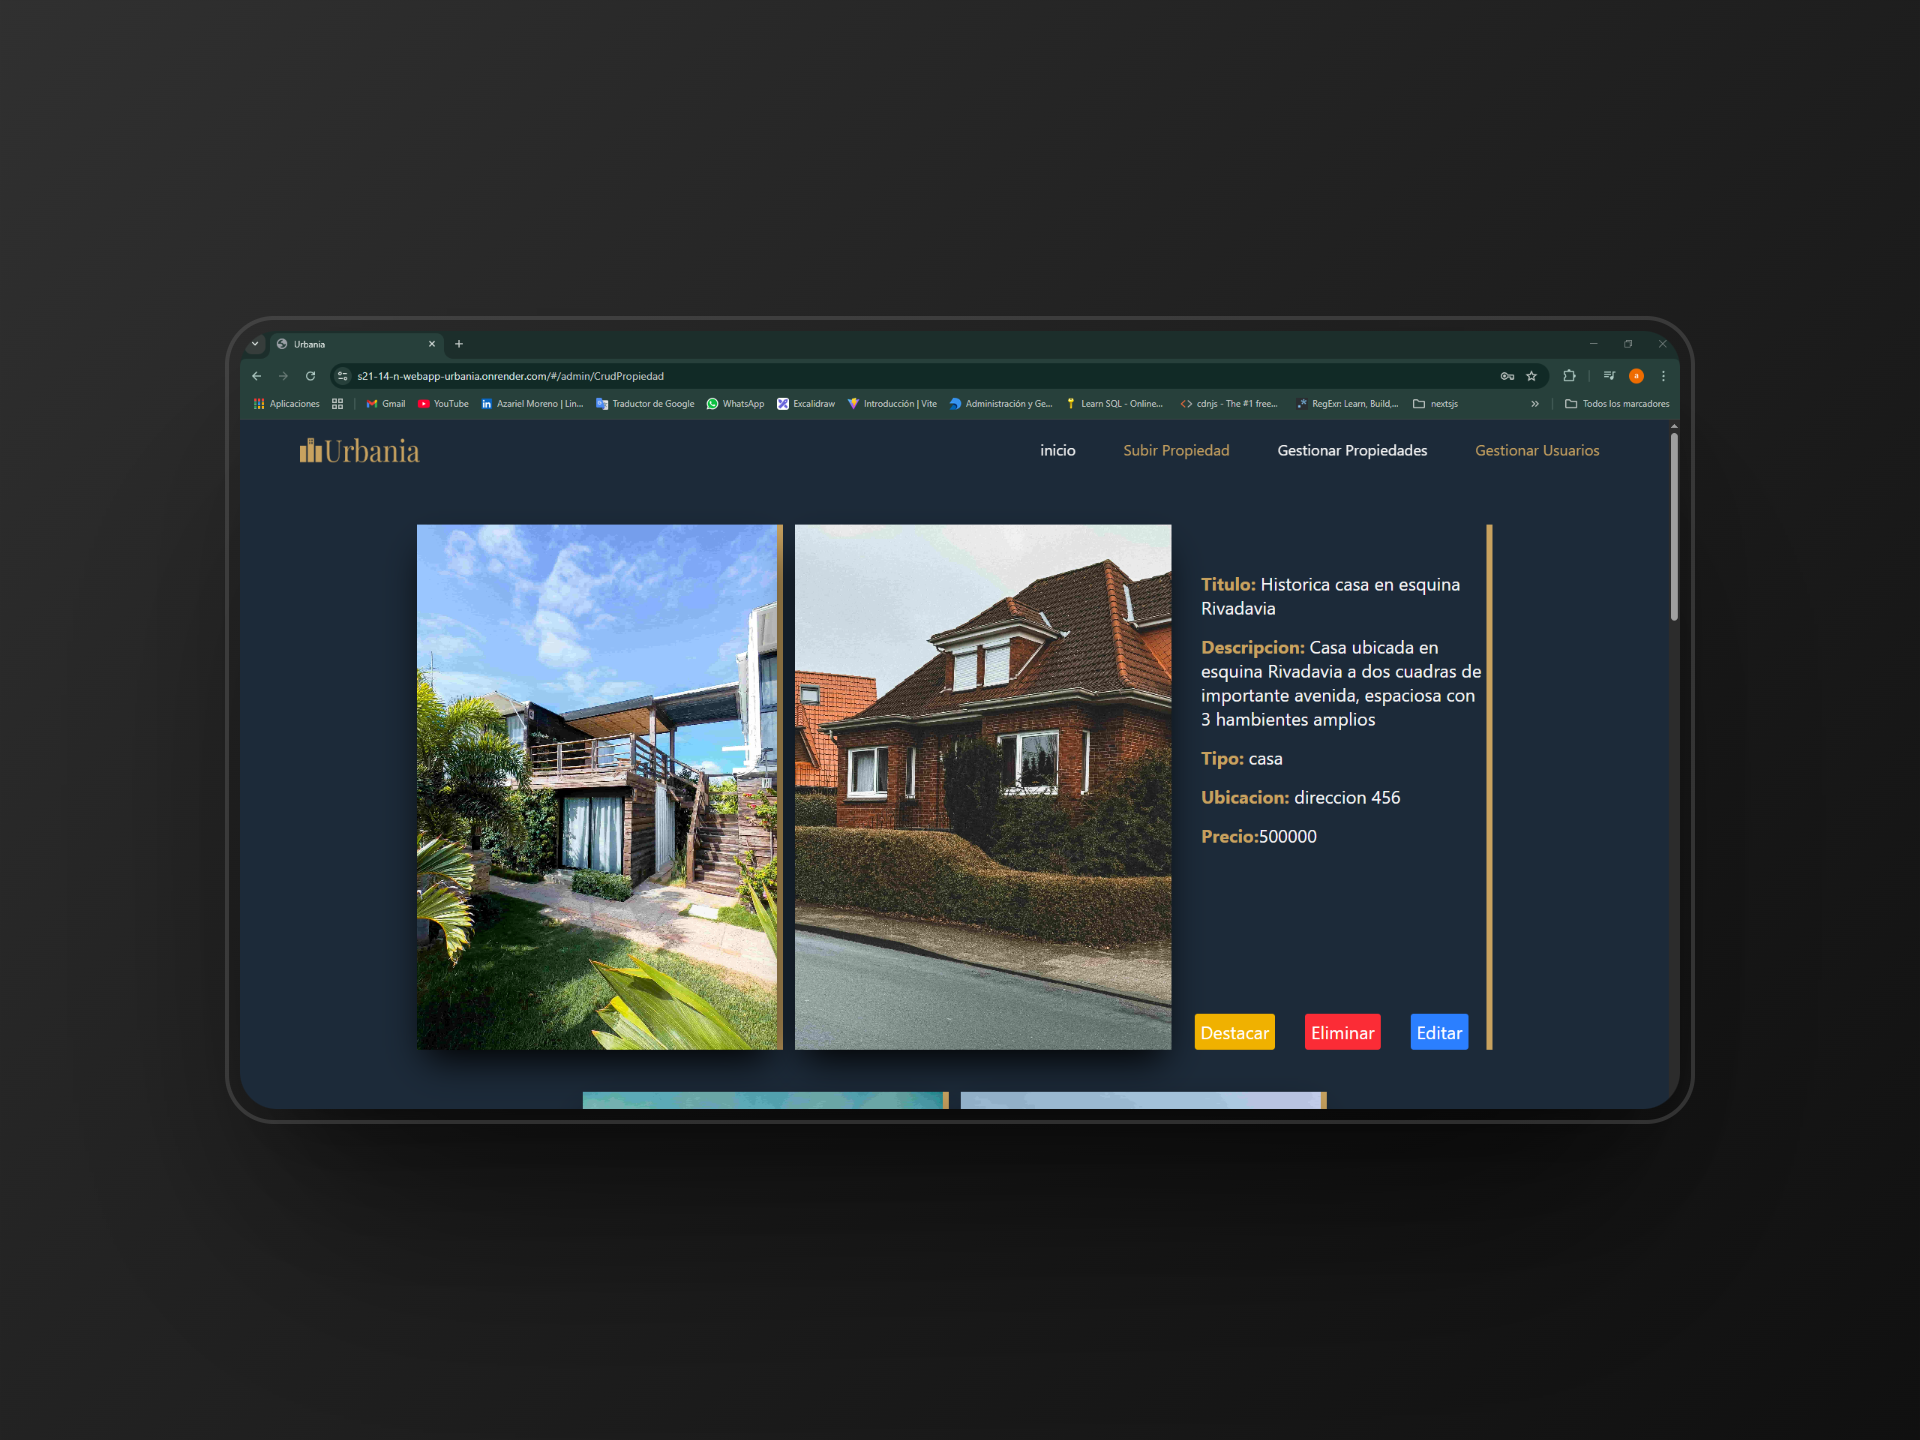 Urbania
s21-14-n-webapp-urbania.onrender.com/#/admin/CrudPropiedad
a
Aplicaciones
Gmail
YouTube
Azariel Moreno | Lin...
Traductor de Google
WhatsApp
Excalidraw
Introducción | Vite
Administración y Ge...
Learn SQL - Online...
cdnjs - The #1 free...
RegExr: Learn, Build,...
nextsjs
Todos los marcadores
Urbania
inicio
Subir Propiedad
Gestionar Propiedades
Gestionar Usuarios
Titulo: Historica casa en esquina
Rivadavia
Descripcion: Casa ubicada en
esquina Rivadavia a dos cuadras de
importante avenida, espaciosa con
3 hambientes amplios
Tipo: casa
Ubicacion: direccion 456
Precio:500000
Destacar
Eliminar
Editar